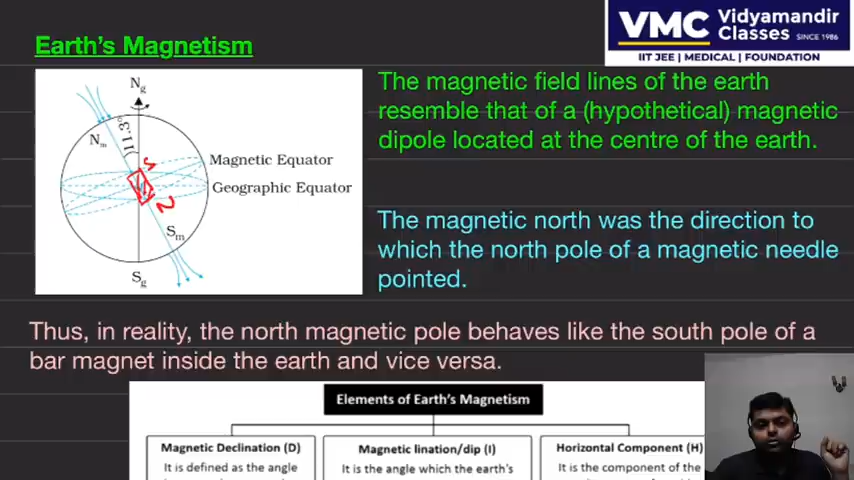 Earth's Magnetism
VMC Vidyamandir
Classes SINCE 1986
IIT JEE | MEDICAL | FOUNDATION
Ng
Nm
11.3°
S
N
Magnetic Equator
Geographic Equator
Sm
Sg
The magnetic field lines of the earth
resemble that of a (hypothetical) magnetic
dipole located at the centre of the earth.
The magnetic north was the direction to
which the north pole of a magnetic needle
pointed.
Thus, in reality, the north magnetic pole behaves like the south pole of a
bar magnet inside the earth and vice versa.
Elements of Earth's Magnetism
Magnetic Declination (D)
It is defined as the angle
Magnetic lination/dip (I)
It is the angle which the earth's
Horizontal Component (H)
It is the component of the